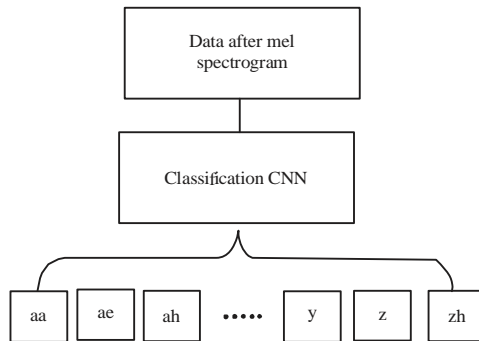 Data after mel
spectrogram
Classification CNN
aa ae ah ..... y z zh